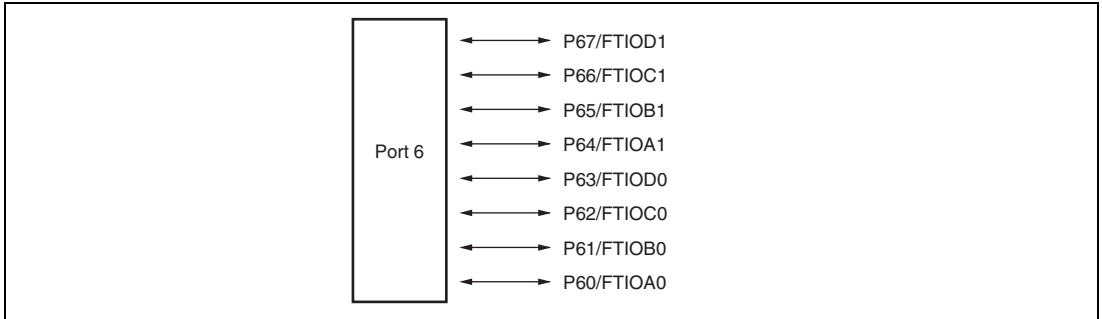 P67/FTIOD1
P66/FTIOC1
P65/FTIOB1
P64/FTIOA1
Port 6
P63/FTIOD0
P62/FTIOC0
P61/FTIOB0
P60/FTIOA0